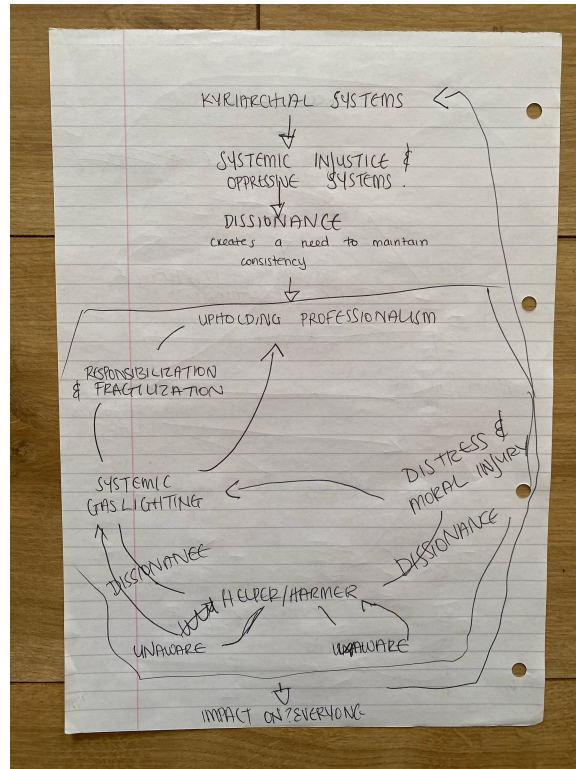 KYRIARCHIAL SYSTEMS
SYSTEMIC INJUSTICE &
OPPRESSIVE SYSTEMS.
DISSIONANCE
creates a need to maintain
consistency
UPHOLDING PROFESSIONALISM
RESPONSIBILIZATION
& FRAGILIZATION
DISTRESS &
MORAL INJURY
SYSTEMIC
GASLIGHTING
DISSIONANCE
DISSIONANCE
HELPER/HARMER
UNAWARE
AWARE
IMPACT ON?EVERYONE